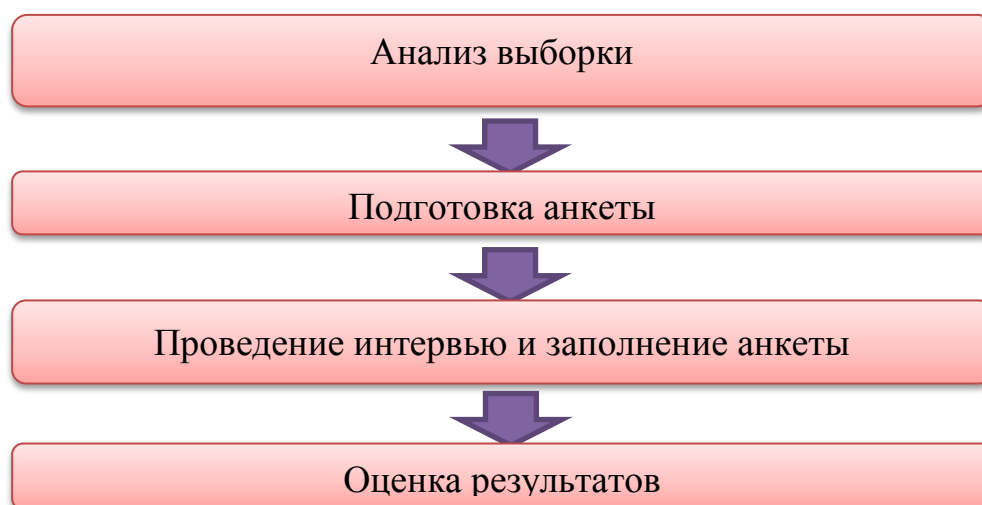 Анализ выборки
Подготовка анкеты
Проведение интервью и заполнение анкеты
Оценка результатов